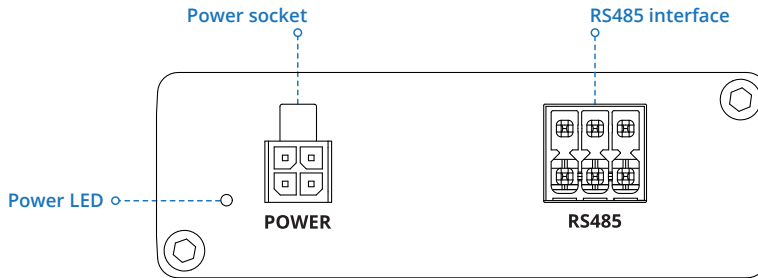 Power socket
RS485 interface
Power LED
POWER
RS485